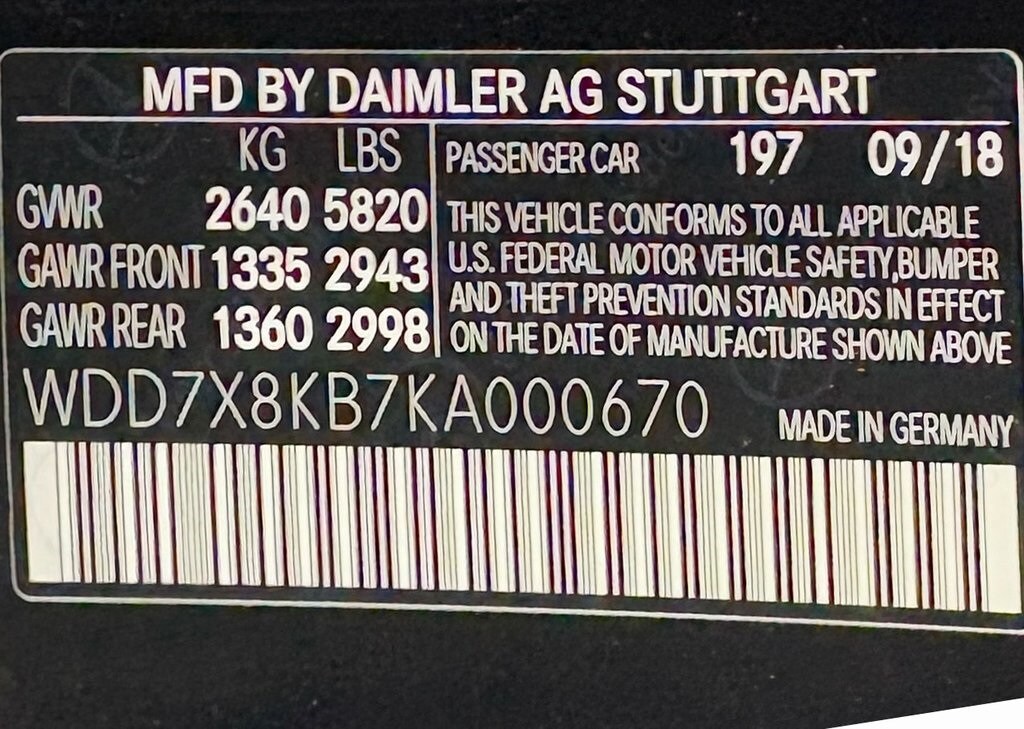 MFD BY DAIMLER AG STUTTGART
KG LBS
GVWR 2640 5820
GAWR FRONT 1335 2943
GAWR REAR 1360 2998
PASSENGER CAR 197 09/18
THIS VEHICLE CONFORMS TO ALL APPLICABLE
U.S. FEDERAL MOTOR VEHICLE SAFETY,BUMPER
AND THEFT PREVENTION STANDARDS IN EFFECT
ON THE DATE OF MANUFACTURE SHOWN ABOVE
WDD7X8KB7KA000670
MADE IN GERMANY